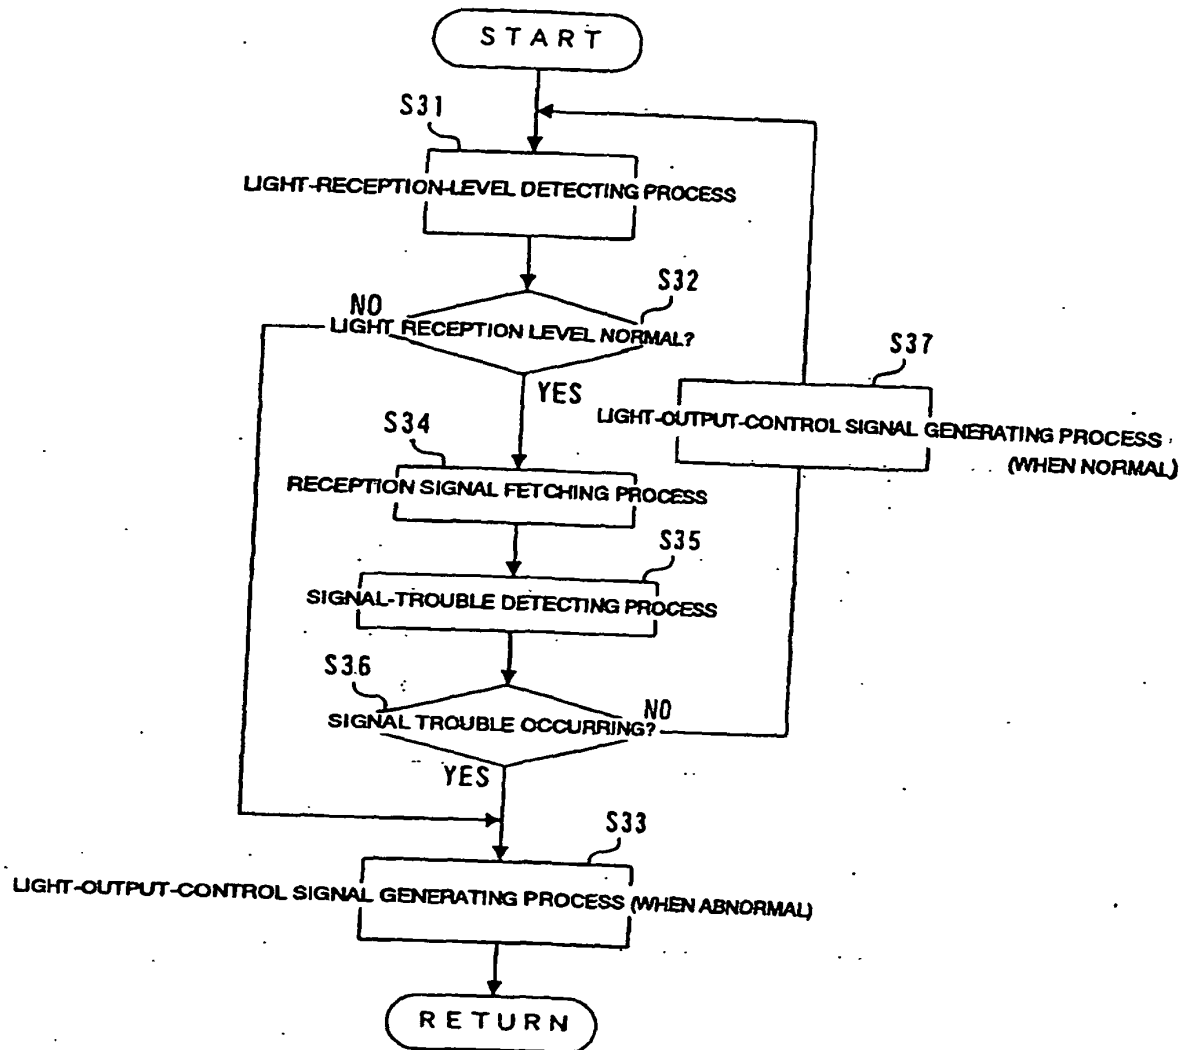 START
S31
LIGHT-RECEPTION-LEVEL DETECTING PROCESS
S32
NO
LIGHT RECEPTION LEVEL NORMAL?
YES
S37
LIGHT-OUTPUT-CONTROL SIGNAL GENERATING PROCESS
(WHEN NORMAL)
S34
RECEPTION SIGNAL FETCHING PROCESS
S35
SIGNAL-TROUBLE DETECTING PROCESS
S36
NO
SIGNAL TROUBLE OCCURRING?
YES
S33
LIGHT-OUTPUT-CONTROL SIGNAL GENERATING PROCESS (WHEN ABNORMAL)
RETURN